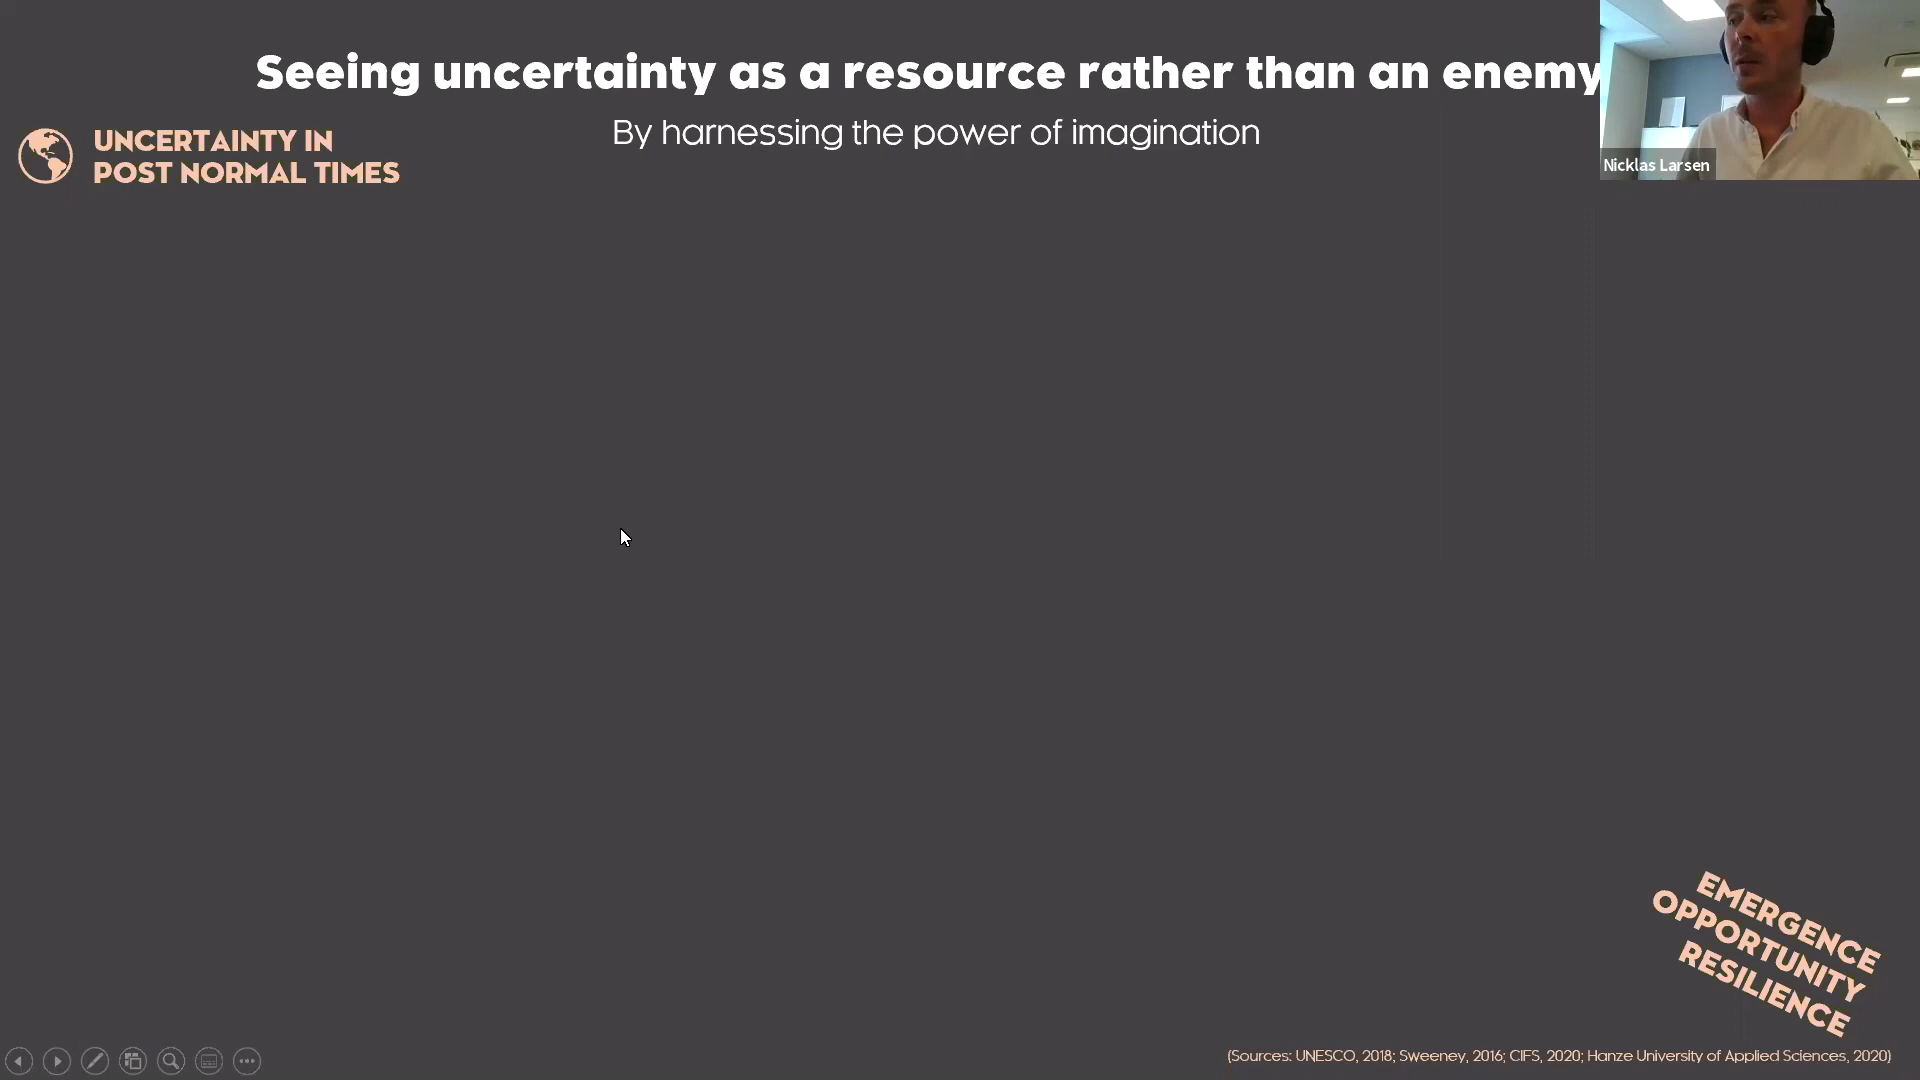 Seeing uncertainty as a resource rather than an enemy
By harnessing the power of imagination
UNCERTAINTY IN
POST NORMAL TIMES
Nicklas Larsen
EMERGENCE
OPPORTUNITY
RESILIENCE
(Sources: UNESCO, 2018; Sweeney, 2016; CIFS, 2020; Hanze University of Applied Sciences, 2020)